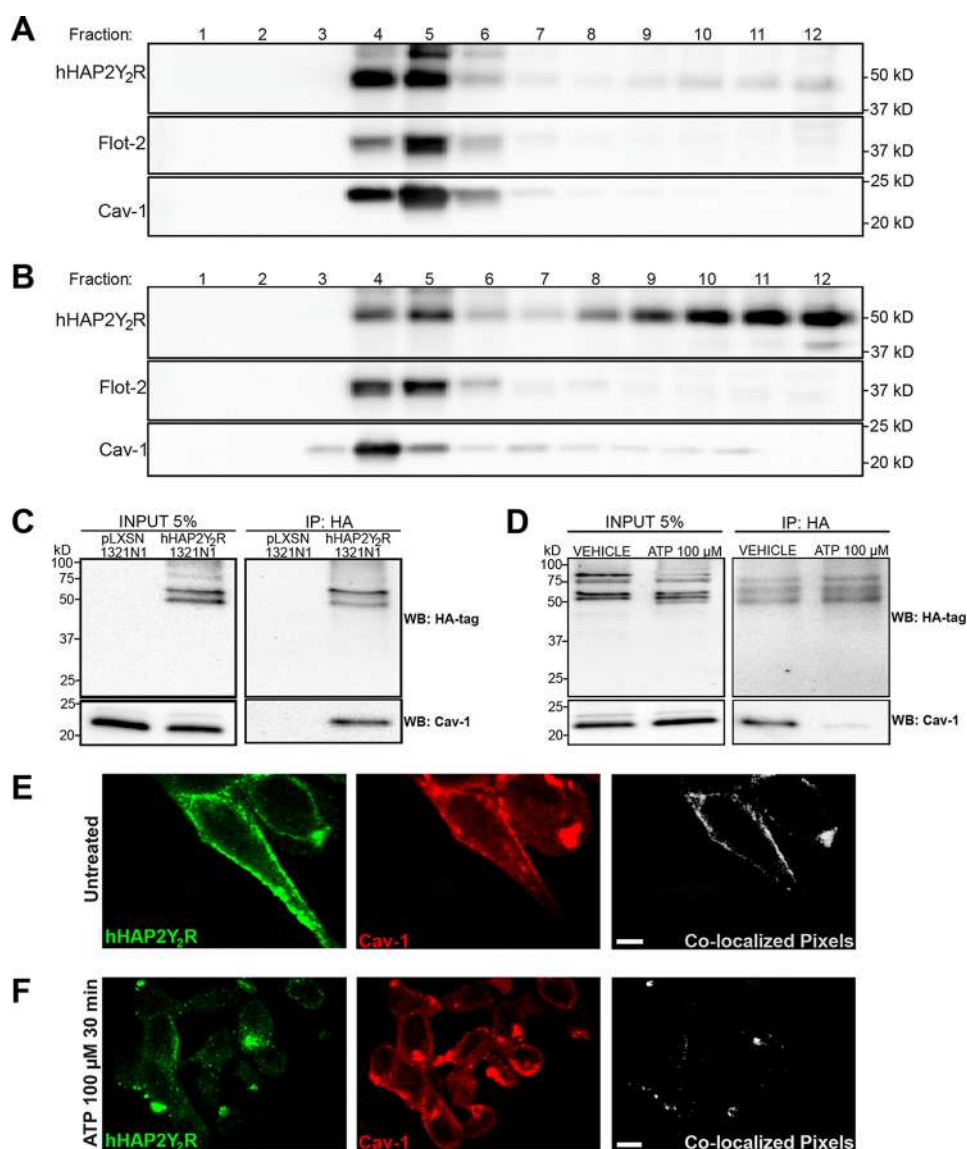 A
Fraction: 1 2 3 4 5 6 7 8 9 10 11 12
hHAP2Y₂R
50 kD
37 kD
Flot-2
37 kD
Cav-1
25 kD
20 kD
B
Fraction: 1 2 3 4 5 6 7 8 9 10 11 12
hHAP2Y₂R
50 kD
37 kD
Flot-2
37 kD
Cav-1
25 kD
20 kD
C
INPUT 5% IP: HA
pLXSN hHAP2Y₂R pLXSN hHAP2Y₂R
kD 1321N1 1321N1 1321N1 1321N1
100
75
50
37
25
WB: HA-tag
25
20
WB: Cav-1
D
INPUT 5% IP: HA
kD VEHICLE ATP 100 µM VEHICLE ATP 100 µM
100
75
50
37
25
WB: HA-tag
25
20
WB: Cav-1
E
Untreated
hHAP2Y₂R Cav-1 Co-localized Pixels
F
ATP 100 µM 30 min
hHAP2Y₂R Cav-1 Co-localized Pixels